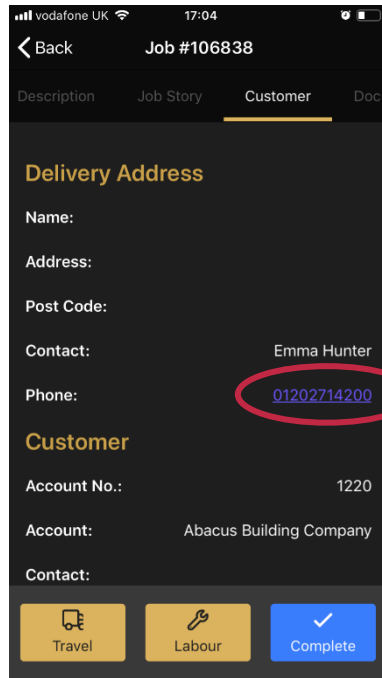 vodafone UK 17:04
Back Job #106838
Description Job Story Customer Doc
Delivery Address
Name:
Address:
Post Code:
Contact: Emma Hunter
Phone: 01202714200
Customer
Account No.: 1220
Account: Abacus Building Company
Contact:
Travel Labour Complete